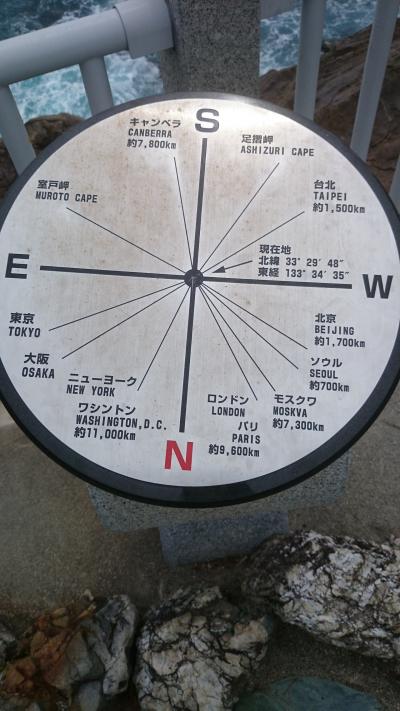 S
キャンベラ
CANBERRA
約7,800km
足摺岬
ASHIZURI CAPE
室戸岬
MUROTO CAPE
台北
TAIPEI
約1,500km
現在地
北緯 33° 29′ 48″
東経 133° 34′ 35″
E
W
東京
TOKYO
大阪
OSAKA
ニューヨーク
NEW YORK
ワシントン
WASHINGTON,D.C.
約11,000km
北京
BEIJING
約1,700km
ソウル
SEOUL
約700km
モスクワ
MOSKVA
約7,300km
ロンドン
LONDON
パリ
PARIS
約9,600km
N